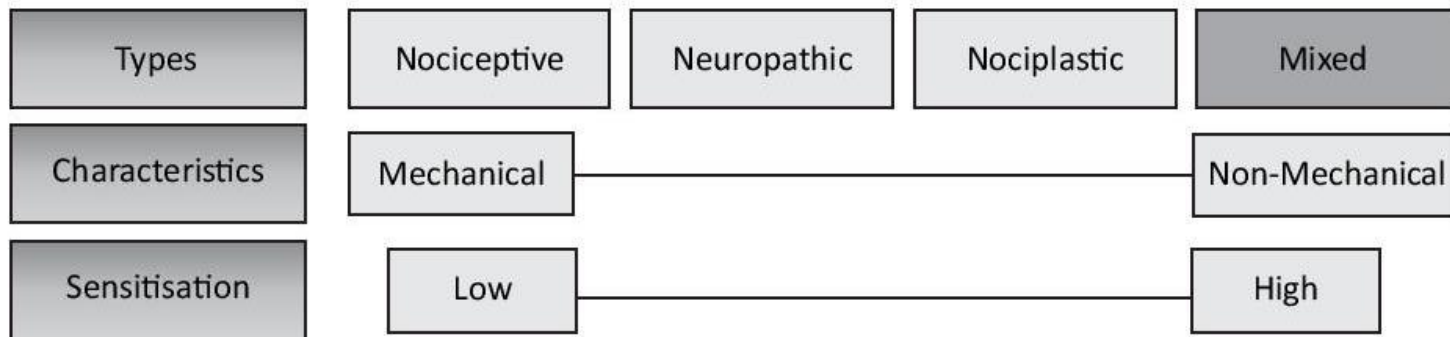 Types
Nociceptive
Neuropathic
Nociplastic
Mixed
Characteristics
Mechanical
Non-Mechanical
Sensitisation
Low
High